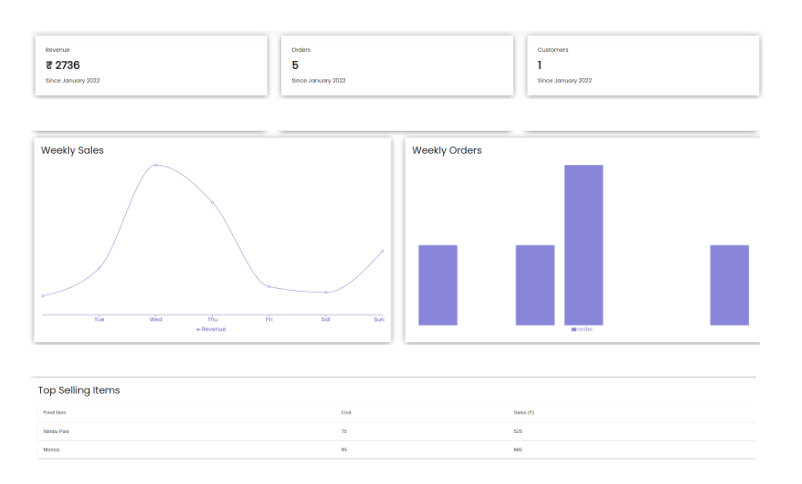 Revenue
₹ 2736
Since January 2022
Orders
5
Since January 2022
Customers
1
Since January 2022
Weekly Sales
Tue Wed Thu Fri Sat Sun
Revenue
Weekly Orders
order
Top Selling Items
Food Item Cost Sales (₹)
Nimbu Pani 75 525
Momos 95 665